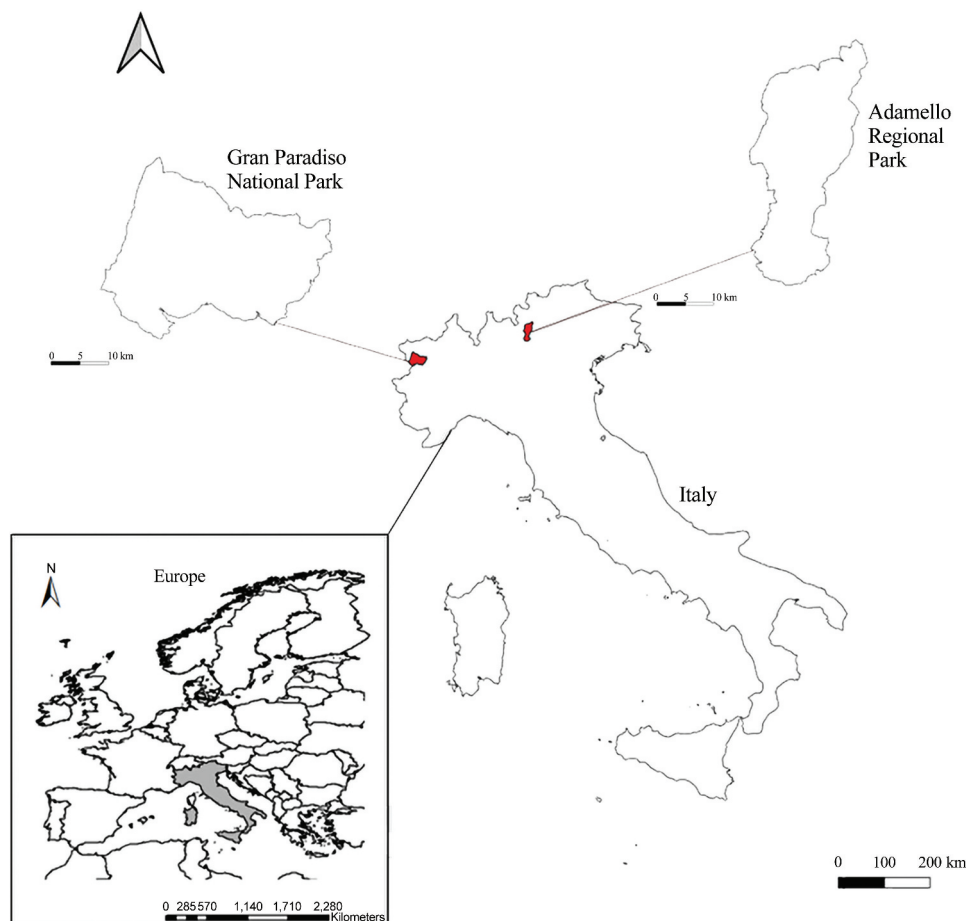 Adamello
Regional
Park
Gran Paradiso
National Park
0 5 10 km
0 5 10 km
Italy
N
Europe
0 100 200 km
0 285 570 1,140 1,710 2,280
Kilometers